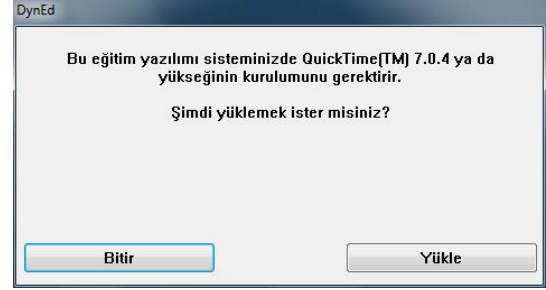 DynEd
Bu eğitim yazılımı sisteminizde QuickTime(TM) 7.0.4 ya da
yükseğinin kurulumunu gerektirir.
Şimdi yüklemek ister misiniz?
Bitir
Yükle